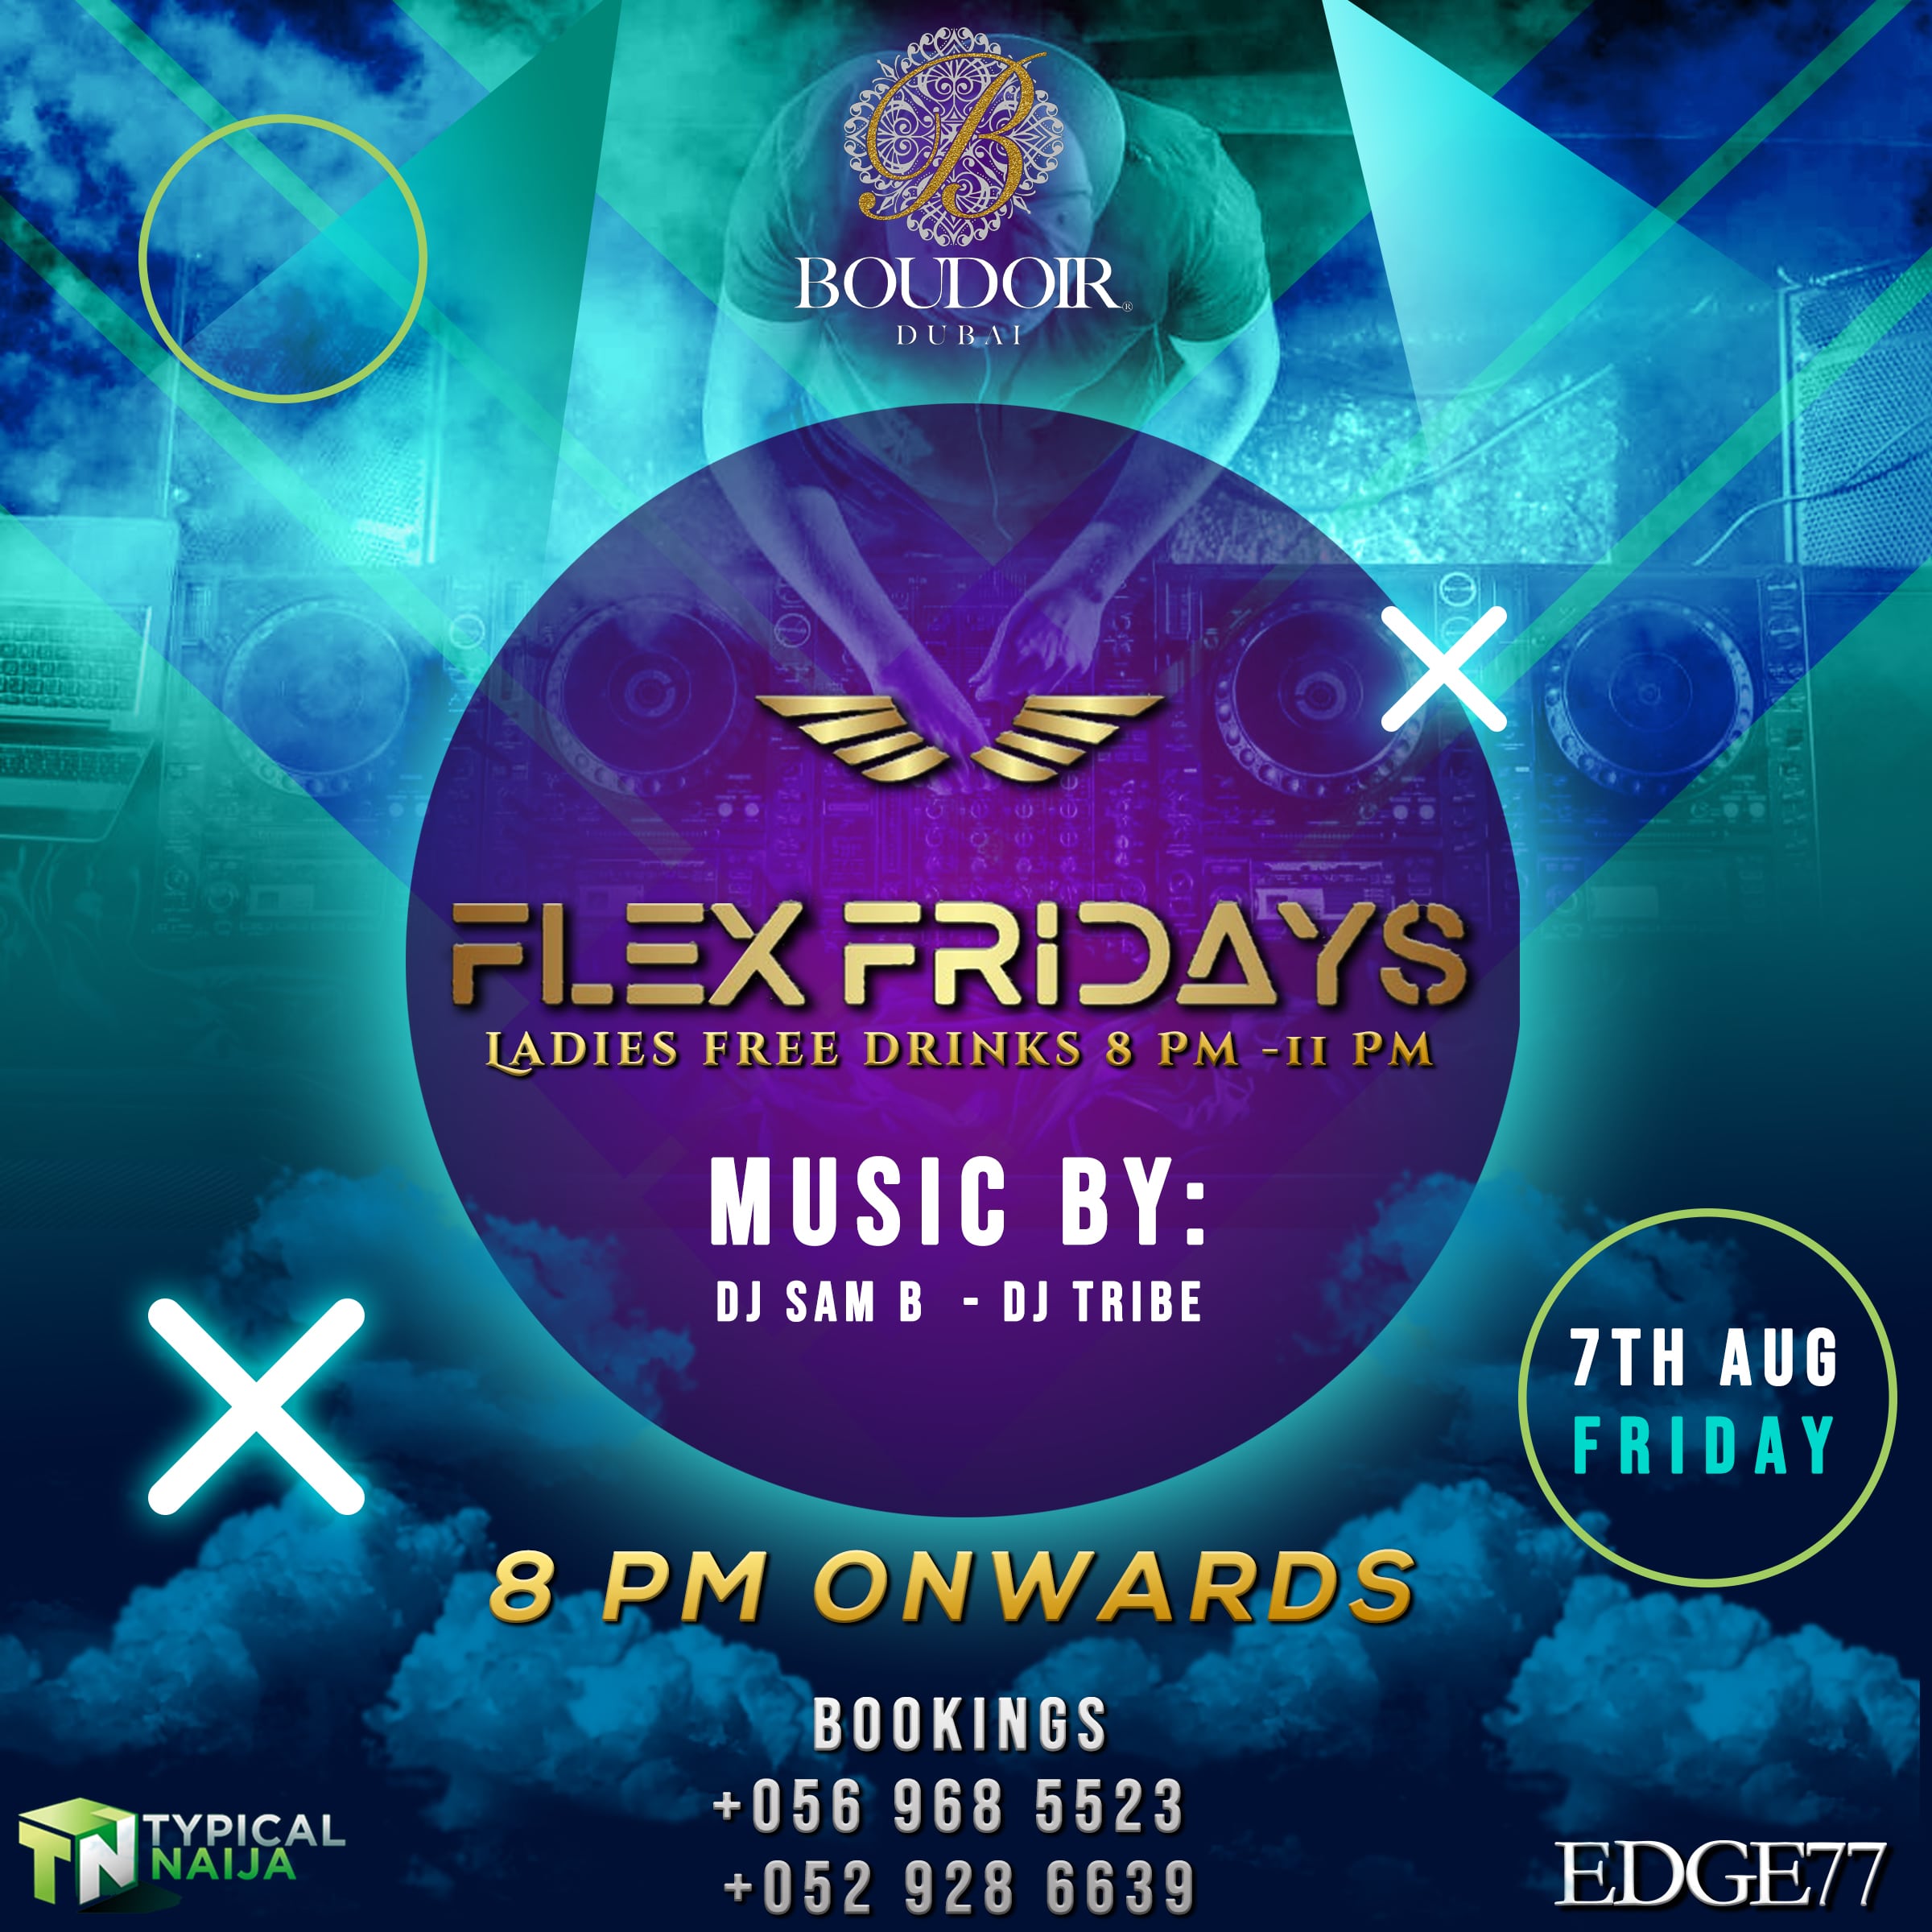 B
BOUDOIR®
DUBAI
FLEX FRIDAYS
LADIES FREE DRINKS 8 PM -11 PM
MUSIC BY:
DJ SAM B - DJ TRIBE
7TH AUG
FRIDAY
8 PM ONWARDS
BOOKINGS
+056 968 5523
+052 928 6639
TN TYPICAL
NAIJA
EDGE77